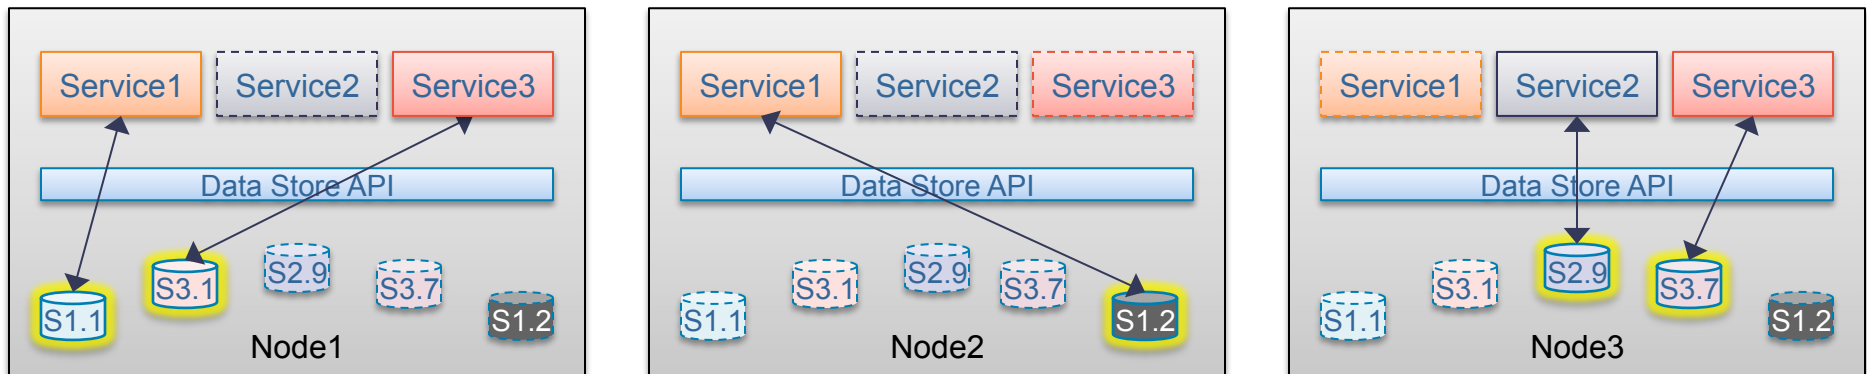 Service1 Service2 Service3
Data Store API
S1.1 S3.1 S2.9 S3.7 S1.2
Node1
Service1 Service2 Service3
Data Store API
S1.1 S3.1 S2.9 S3.7 S1.2
Node2
Service1 Service2 Service3
Data Store API
S1.1 S3.1 S2.9 S3.7 S1.2
Node3